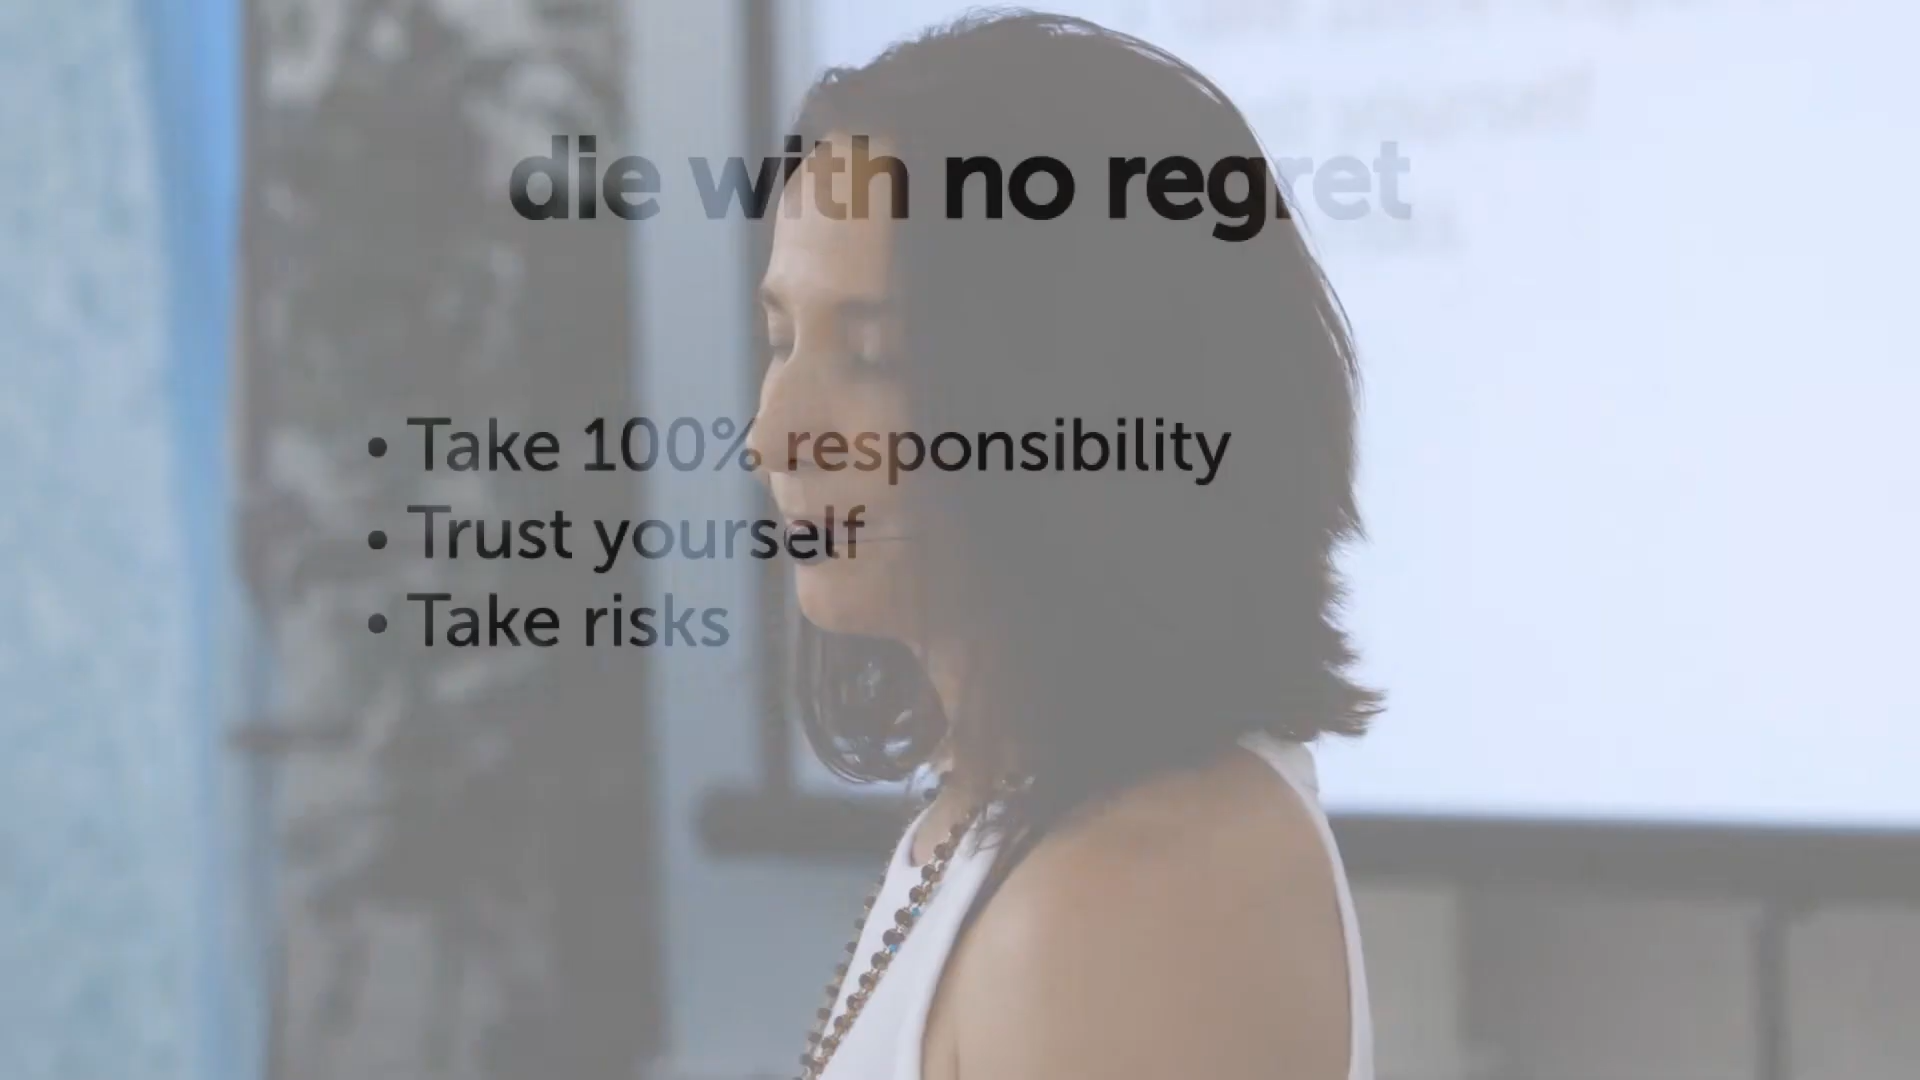 die with no regret
• Take 100% responsibility
• Trust yourself
• Take risks